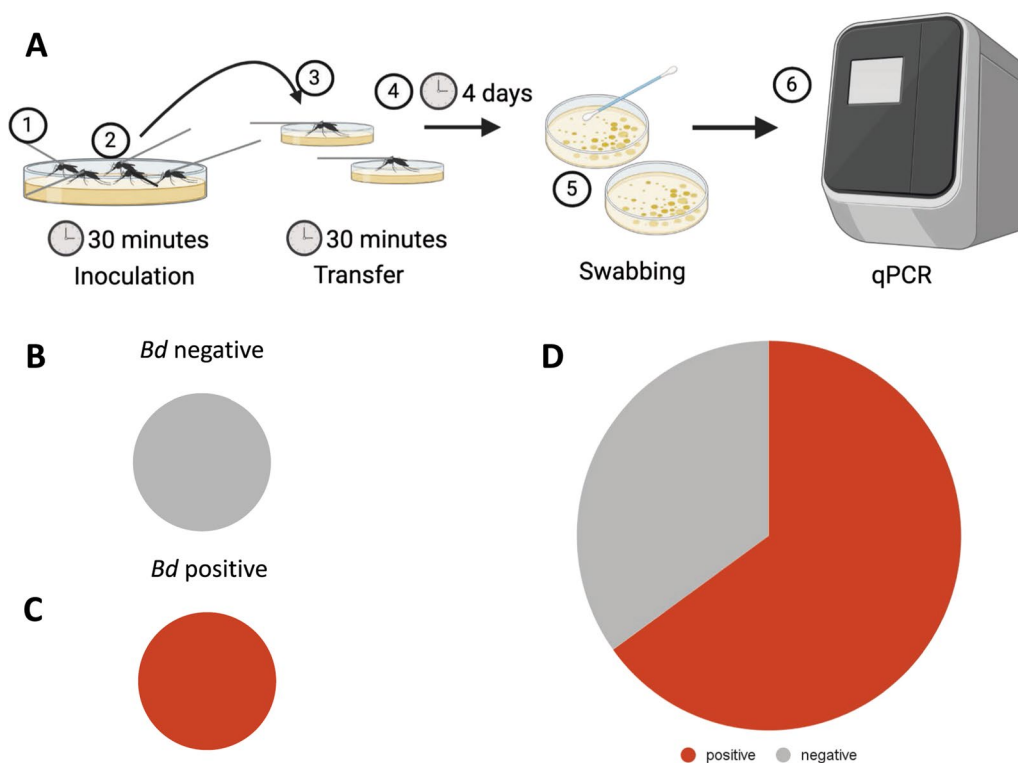 A
1
2
3
4
4 days
5
6
30 minutes
Inoculation
30 minutes
Transfer
Swabbing
qPCR
B
Bd negative
Bd positive
C
D
positive
negative